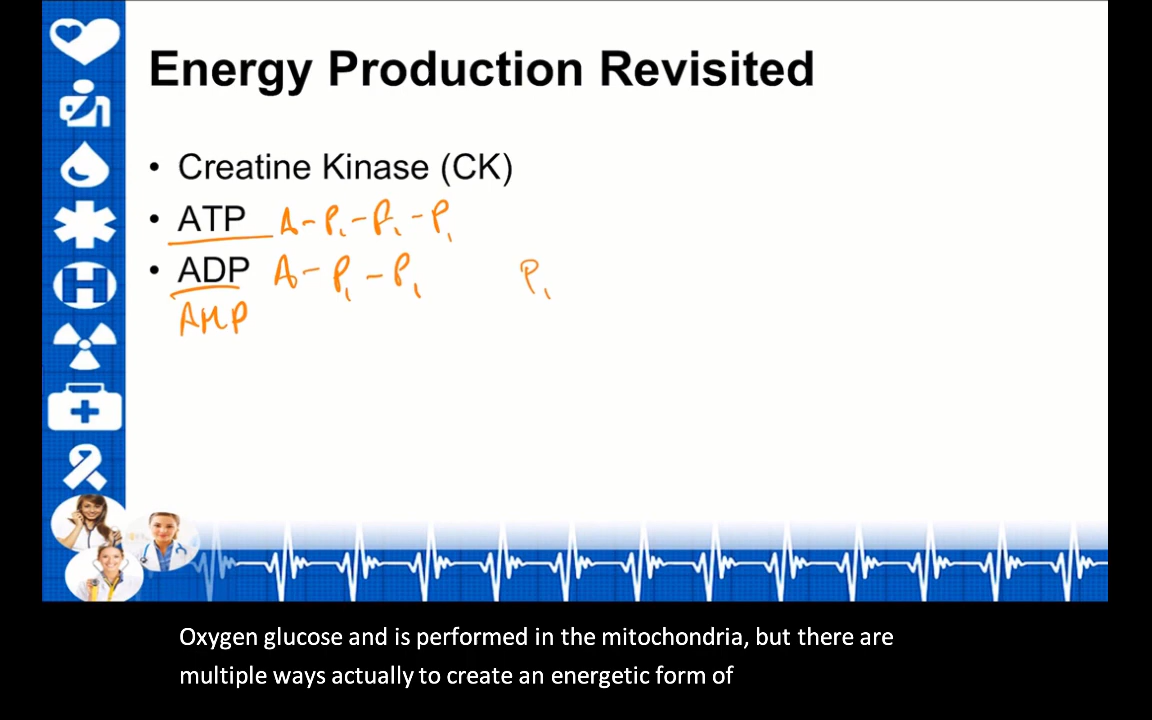 Energy Production Revisited
• Creatine Kinase (CK)
• ATP A-Pi-Pi-Pi
• ADP A-Pi-Pi Pi
AMP
H
Oxygen glucose and is performed in the mitochondria, but there are
multiple ways actually to create an energetic form of